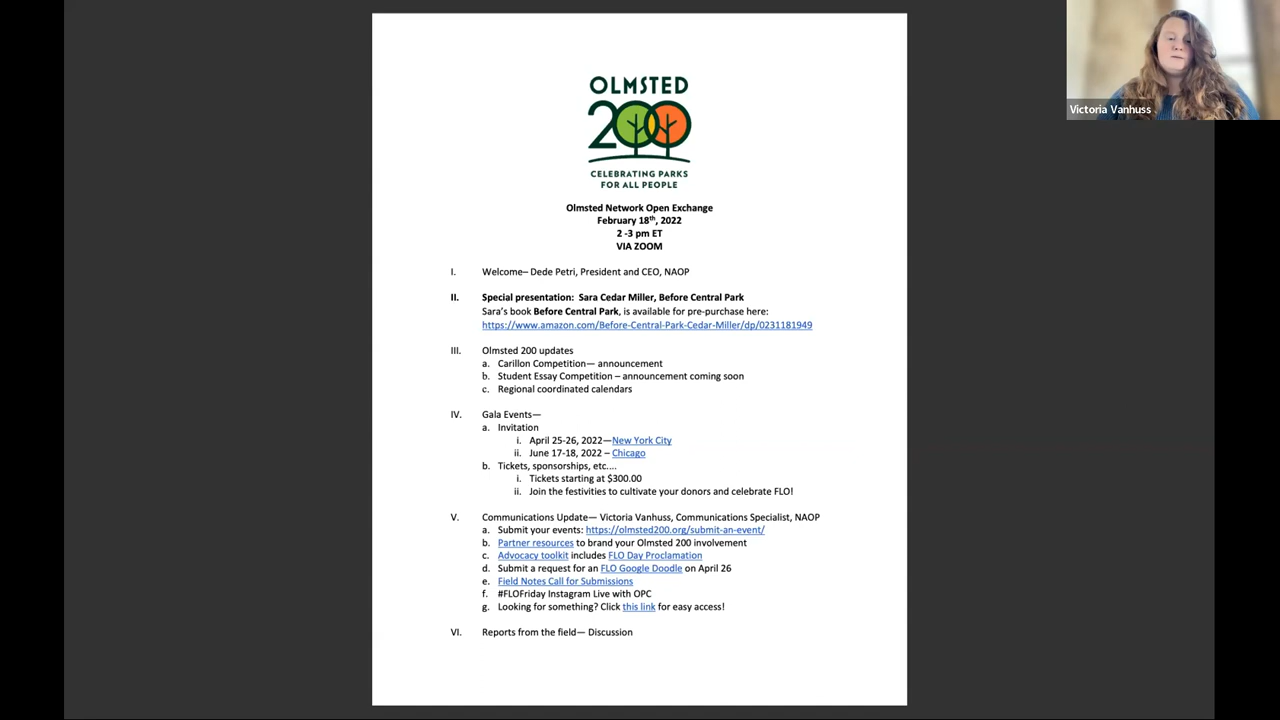 Victoria Vanhuss
OLMSTED
200
CELEBRATING PARKS
FOR ALL PEOPLE
Olmsted Network Open Exchange
February 18th, 2022
2 -3 pm ET
VIA ZOOM
I. Welcome– Dede Petri, President and CEO, NAOP
II. Special presentation: Sara Cedar Miller, Before Central Park
Sara's book Before Central Park, is available for pre-purchase here:
https://www.amazon.com/Before-Central-Park-Cedar-Miller/dp/0231181949
III. Olmsted 200 updates
a. Carillon Competition— announcement
b. Student Essay Competition – announcement coming soon
c. Regional coordinated calendars
IV. Gala Events—
a. Invitation
i. April 25-26, 2022—New York City
ii. June 17-18, 2022 – Chicago
b. Tickets, sponsorships, etc....
i. Tickets starting at $300.00
ii. Join the festivities to cultivate your donors and celebrate FLO!
V. Communications Update— Victoria Vanhuss, Communications Specialist, NAOP
a. Submit your events: https://olmsted200.org/submit-an-event/
b. Partner resources to brand your Olmsted 200 involvement
c. Advocacy toolkit includes FLO Day Proclamation
d. Submit a request for an FLO Google Doodle on April 26
e. Field Notes Call for Submissions
f. #FLOFriday Instagram Live with OPC
g. Looking for something? Click this link for easy access!
VI. Reports from the field— Discussion